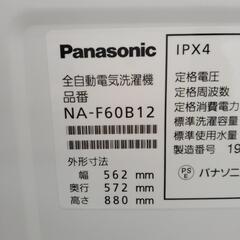 Panasonic
全自動電気洗濯機
品番
NA-F60B12
外形寸法
幅 562 mm
奥行 572 mm
高さ 880 mm
IPX4
定格電圧
定格周波数
定格消費電力
標準洗濯容量
標準使用水量
製造番号 19
PS E パナソニ